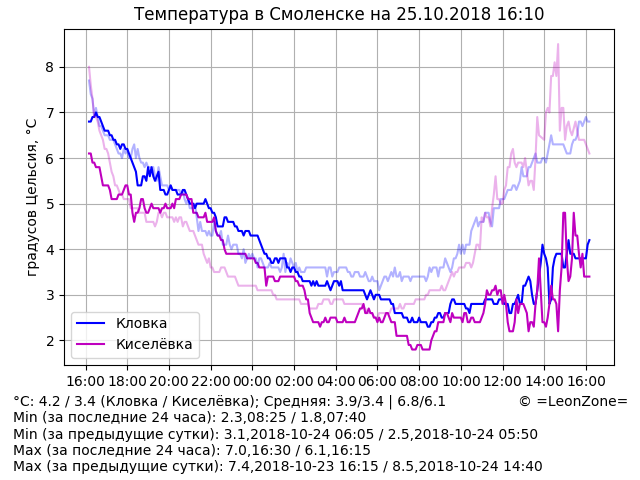 Температура в Смоленске на 25.10.2018 16:10
градусов Цельсия, °C
8
7
6
5
4
3
2
Кловка
Киселёвка
16:00 18:00 20:00 22:00 00:00 02:00 04:00 06:00 08:00 10:00 12:00 14:00 16:00
°C: 4.2 / 3.4 (Кловка / Киселёвка); Средняя: 3.9/3.4 | 6.8/6.1 © =LeonZone=
Min (за последние 24 часа): 2.3,08:25 / 1.8,07:40
Min (за предыдущие сутки): 3.1,2018-10-24 06:05 / 2.5,2018-10-24 05:50
Max (за последние 24 часа): 7.0,16:30 / 6.1,16:15
Max (за предыдущие сутки): 7.4,2018-10-23 16:15 / 8.5,2018-10-24 14:40